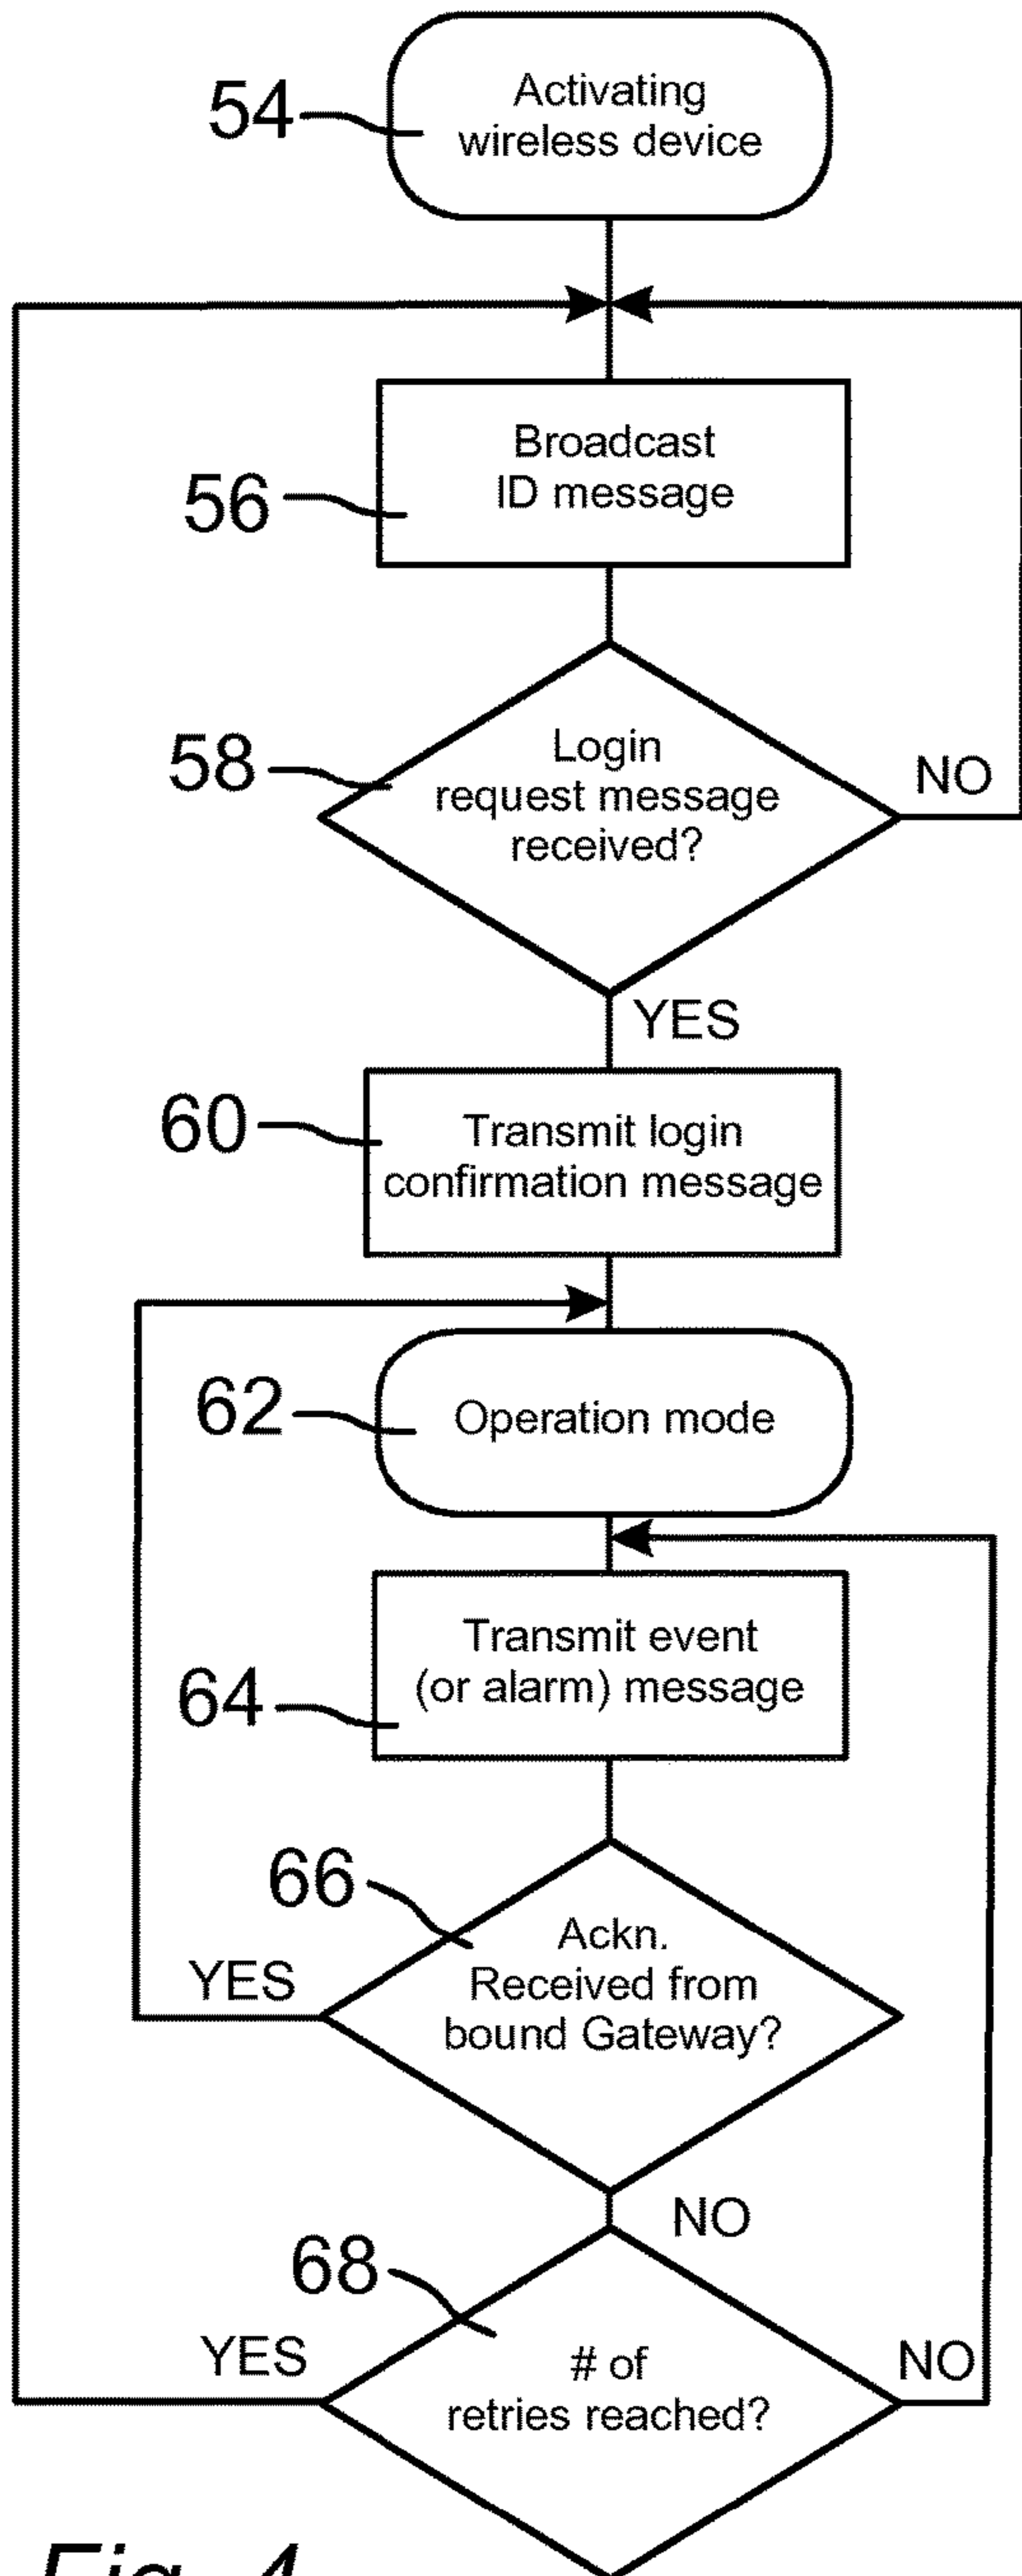 54
Activating
wireless device
Broadcast
ID message
56
58
Login
request message
received?
NO
YES
60
Transmit login
confirmation message
62
Operation mode
Transmit event
(or alarm) message
64
66
Ackn.
Received from
bound Gateway?
YES
NO
68
YES
# of
retries reached?
NO
Fig. 4